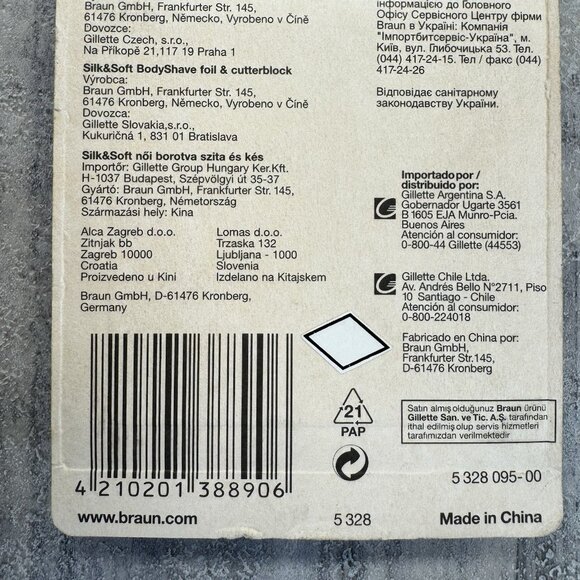 Braun GmbH, Frankfurter Str. 145,
61476 Kronberg, Německo, Vyrobeno v Číně
Dovozce:
Gillette Czech, s.r.o.,
Na Příkopě 21,117 19 Praha 1
Silk&Soft BodyShave foil & cutterblock
Výrobca:
Braun GmbH, Frankfurter Str. 145,
61476 Kronberg, Německo, Vyrobeno v Číně
Dovozca:
Gillette Slovakia,s.r.o.,
Kukuričná 1, 831 01 Bratislava
Silk&Soft női borotva szita és kés
Importőr: Gillette Group Hungary Ker.Kft.
H-1037 Budapest, Szépvölgyi út 35-37
Gyártó: Braun GmbH, Frankfurter Str. 145,
61476 Kronberg, Németország
Származási hely: Kina
Alca Zagreb d.o.o.
Zitnjak bb
Zagreb 10000
Croatia
Proizvedeno u Kini
Lomas d.o.o.
Trzaska 132
Ljubljana - 1000
Slovenia
Izdelano na Kitajskem
Braun GmbH, D-61476 Kronberg,
Germany
4 210201 388906
www.braun.com
інформацією до Головного
Офісу Сервісного Центру фірми
Braun в Україні: Компанія
"Імпортбитсервіс-Україна", м.
Київ, вул. Глибочицька 53. Тел.
(044) 417-24-15. Тел / факс (044)
417-24-26
Відповідає санітарному
законодавству України.
Importado por /
distribuido por:
Gillette Argentina S.A.
Gobernador Ugarte 3561
B 1605 EJA Munro-Pcia.
Buenos Aires
Atención al consumidor:
0-800-44 Gillette (44553)
Gillette Chile Ltda.
Av. Andrés Bello N°2711, Piso
10 Santiago - Chile
Atención al consumidor:
0-800-224018
Fabricado en China por:
Braun GmbH,
Frankfurter Str.145,
D-61476 Kronberg
21
PAP
Satın almış olduğunuz Braun ürünü
Gillette San. ve Tic. A.Ş. tarafından
ithal edilmiş olup servis hizmetleri
tarafımızdan verilmektedir
5 328 095-00
5 328
Made in China